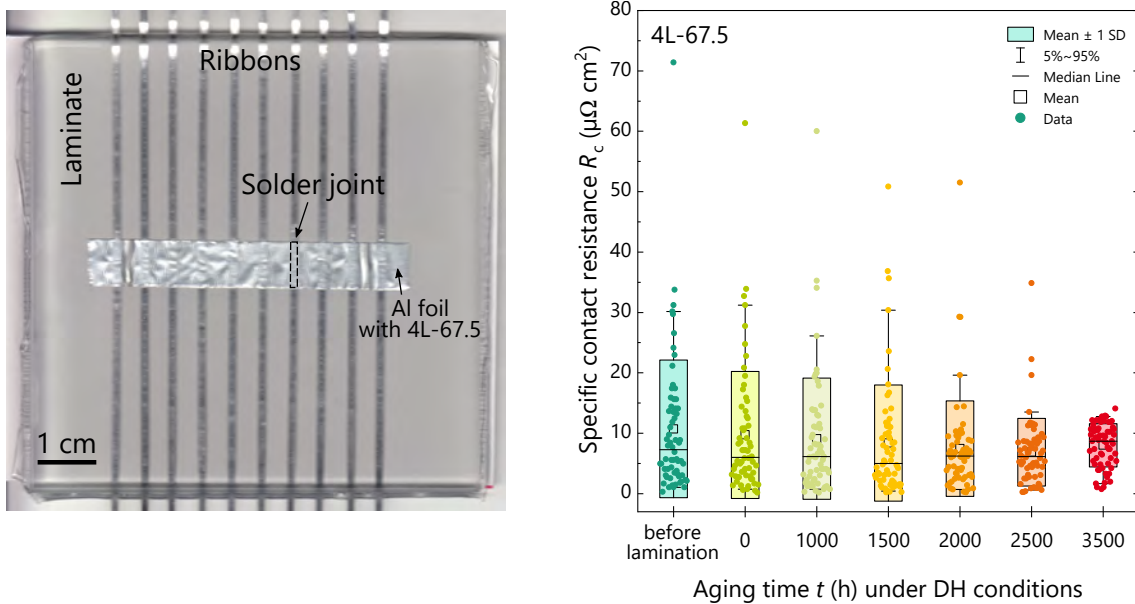 Ribbons
Laminate
Solder joint
Al foil
with 4L-67.5
1 cm
4L-67.5
Mean ± 1 SD
5%~95%
Median Line
Mean
Data
Specific contact resistance Rc (μΩ cm²)
80
70
60
50
40
30
20
10
0
before
lamination
0
1000
1500
2000
2500
3500
Aging time t (h) under DH conditions